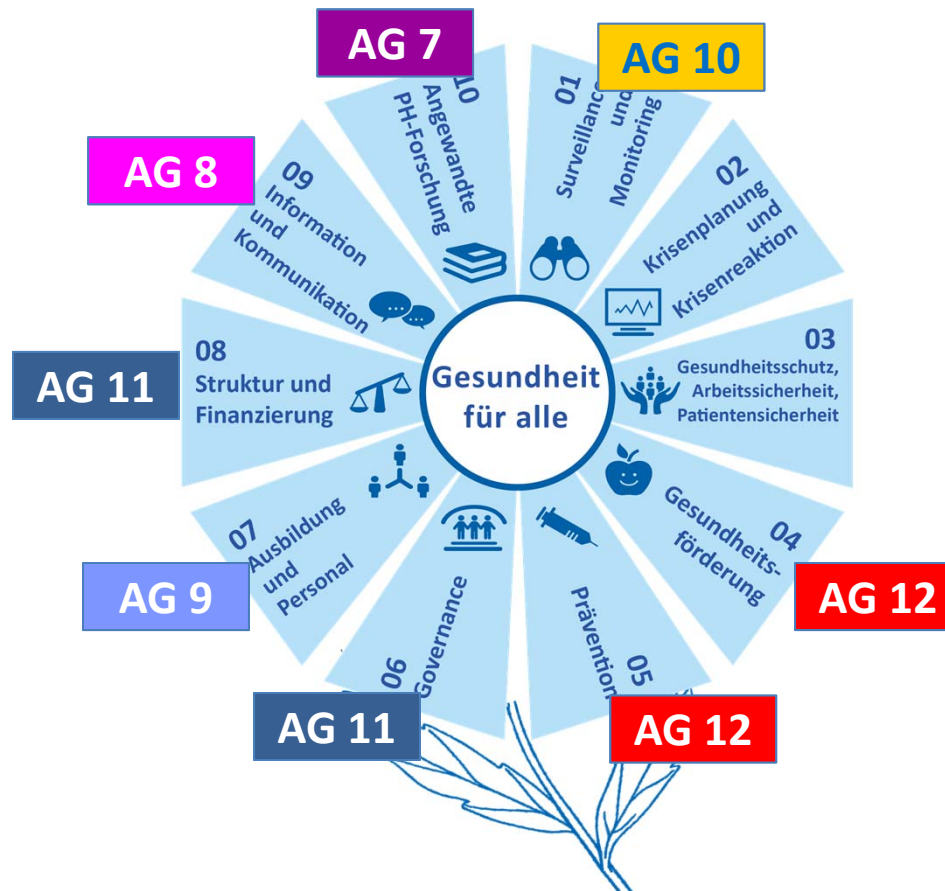 AG 7
AG 10
10
Angewandte
PH-Forschung
01
Surveillance
und
Monitoring
AG 8
09
Information
und
Kommunikation
02
Krisenplanung
und
Krisenreaktion
AG 11
08
Struktur und
Finanzierung
Gesundheit
für alle
03
Gesundheitsschutz,
Arbeitssicherheit,
Patientensicherheit
AG 9
07
Ausbildung
und
Personal
04
Gesundheits-
förderung
AG 12
06
Governance
AG 11
05
Prävention
AG 12